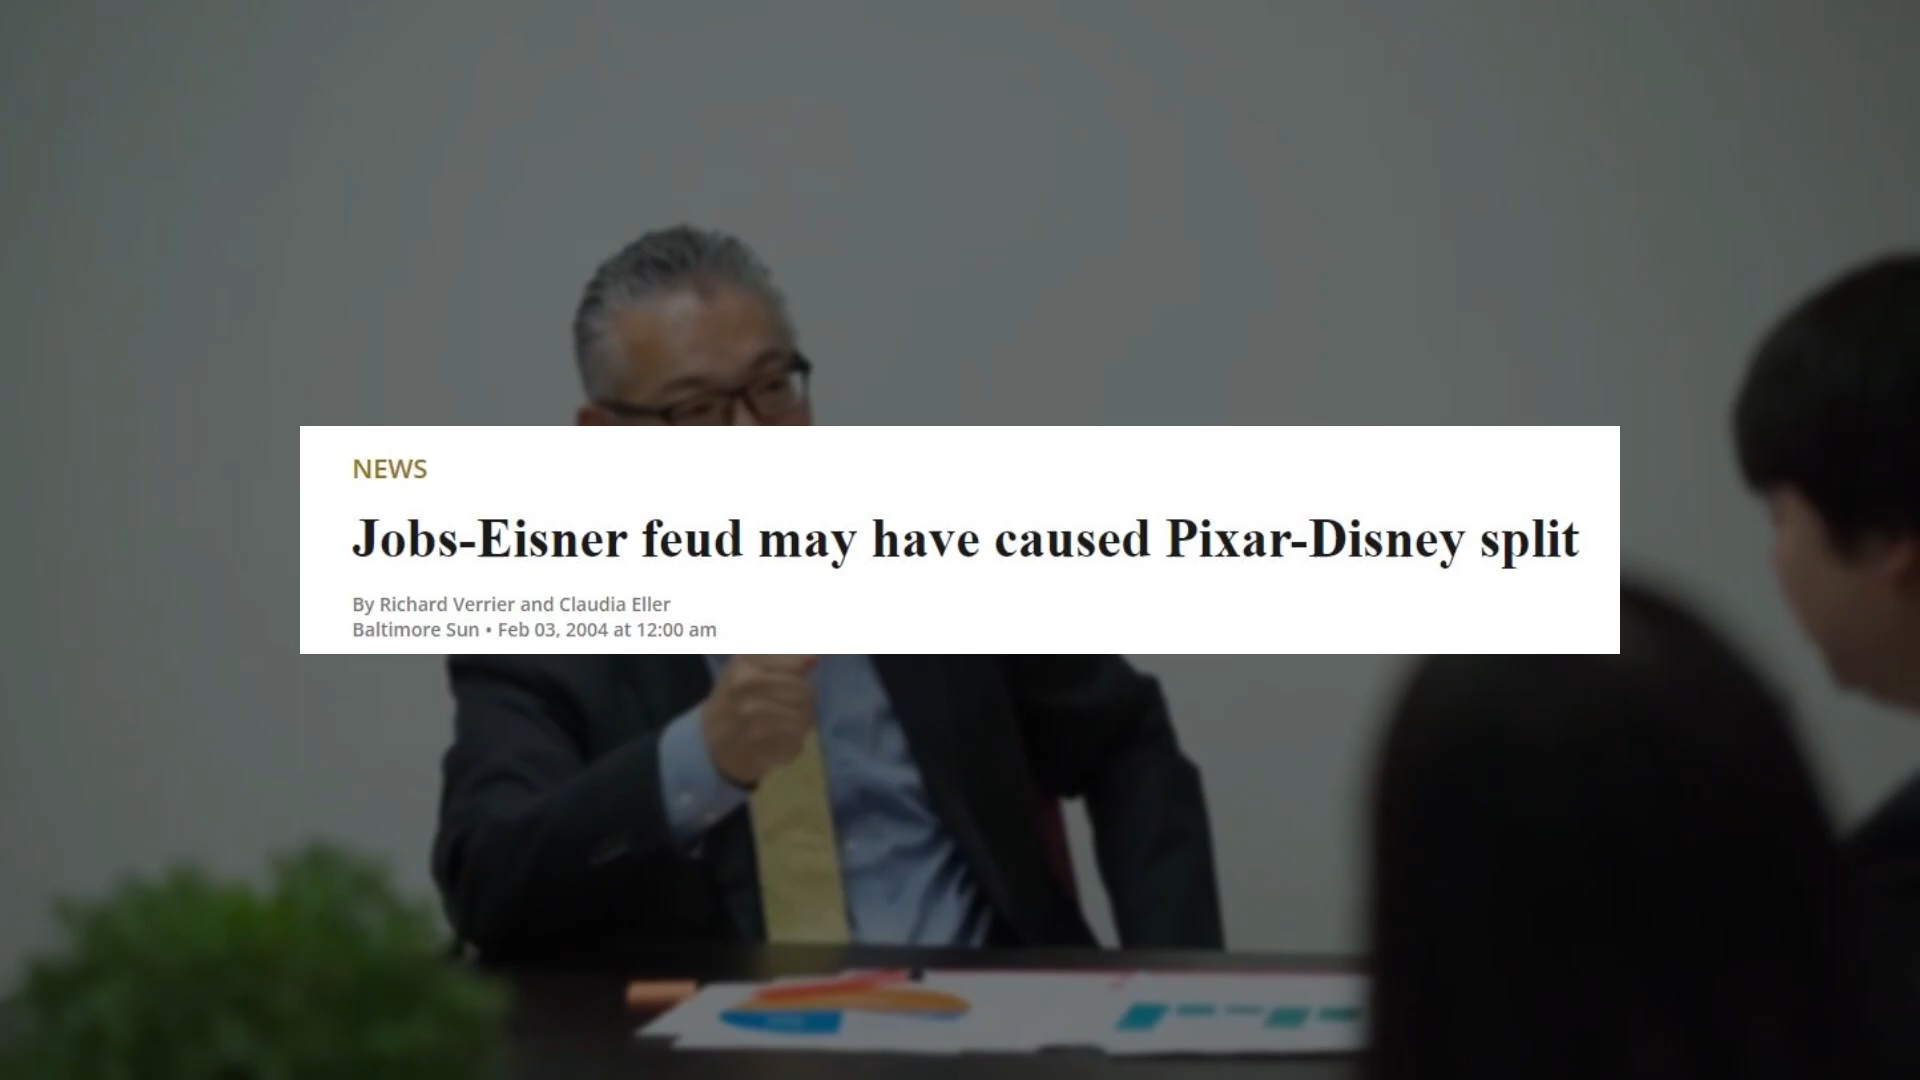 NEWS
Jobs-Eisner feud may have caused Pixar-Disney split
By Richard Verrier and Claudia Eller
Baltimore Sun • Feb 03, 2004 at 12:00 am